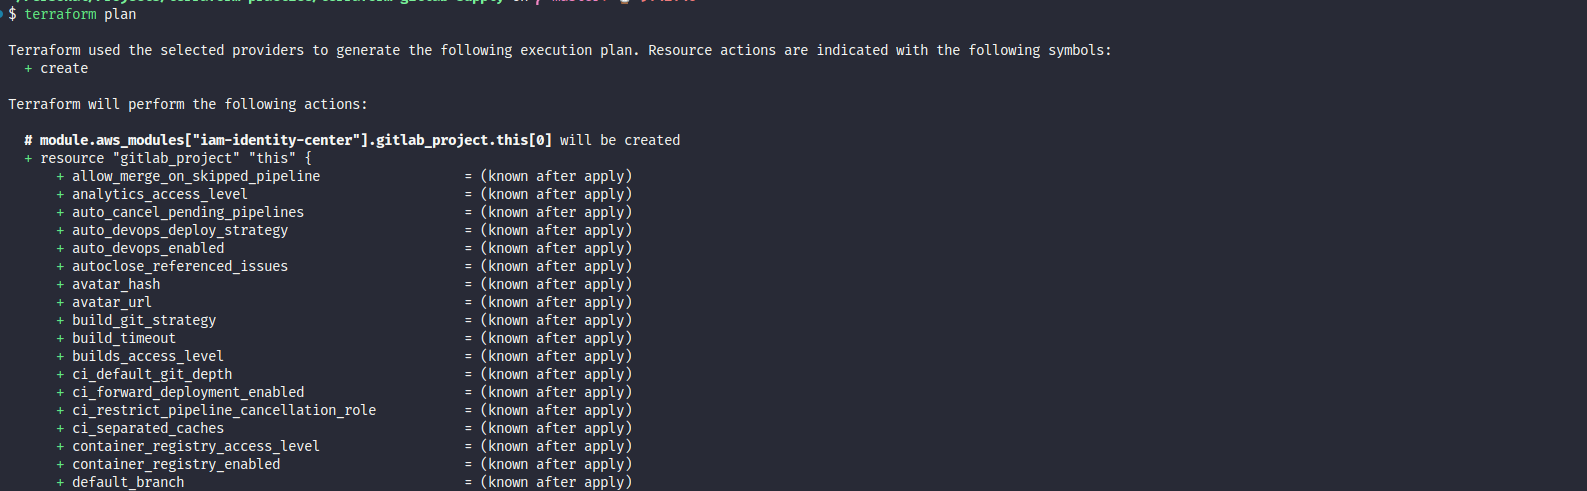 $ terraform plan
Terraform used the selected providers to generate the following execution plan. Resource actions are indicated with the following symbols:
+ create
Terraform will perform the following actions:
# module.aws_modules["iam-identity-center"].gitlab_project.this[0] will be created
+ resource "gitlab_project" "this" {
+ allow_merge_on_skipped_pipeline = (known after apply)
+ analytics_access_level = (known after apply)
+ auto_cancel_pending_pipelines = (known after apply)
+ auto_devops_deploy_strategy = (known after apply)
+ auto_devops_enabled = (known after apply)
+ autoclose_referenced_issues = (known after apply)
+ avatar_hash = (known after apply)
+ avatar_url = (known after apply)
+ build_git_strategy = (known after apply)
+ build_timeout = (known after apply)
+ builds_access_level = (known after apply)
+ ci_default_git_depth = (known after apply)
+ ci_forward_deployment_enabled = (known after apply)
+ ci_restrict_pipeline_cancellation_role = (known after apply)
+ ci_separated_caches = (known after apply)
+ container_registry_access_level = (known after apply)
+ container_registry_enabled = (known after apply)
+ default_branch = (known after apply)